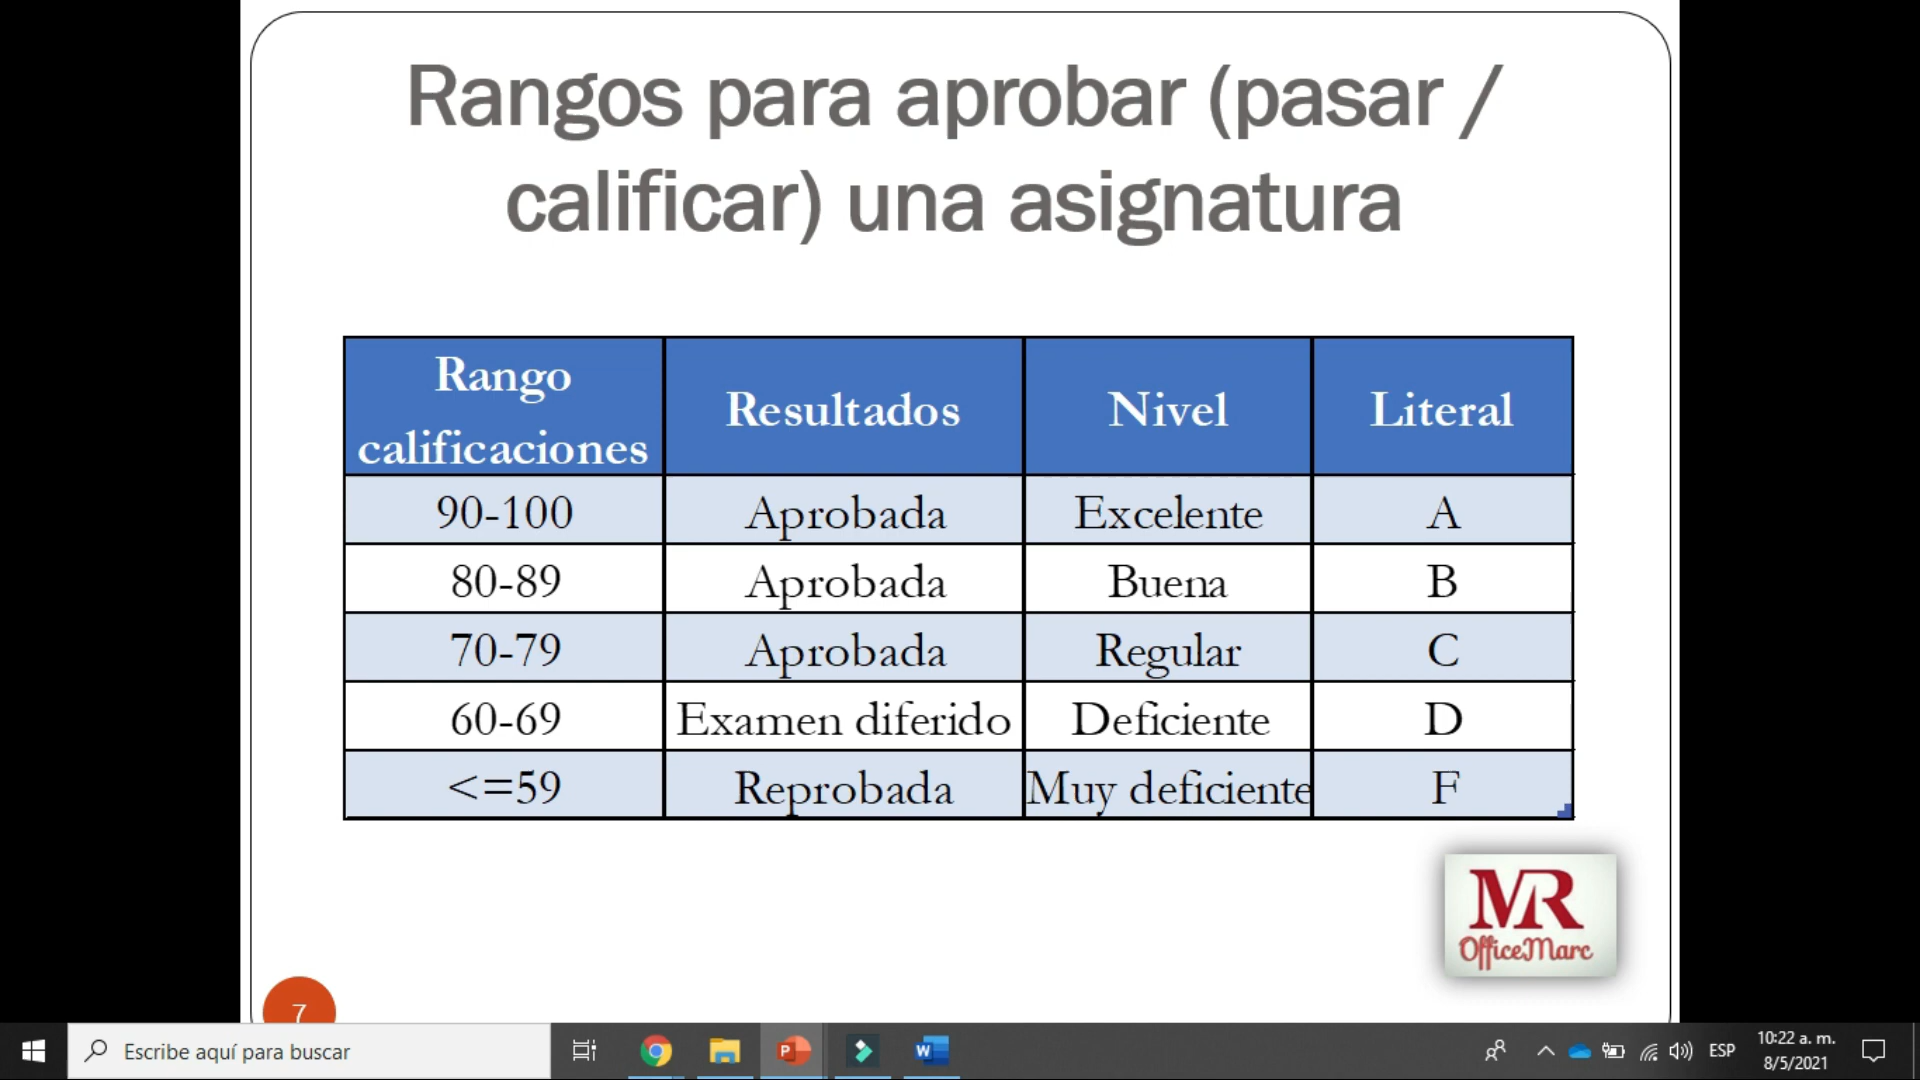 Rangos para aprobar (pasar /
calificar) una asignatura
Rango calificaciones Resultados Nivel Literal
90-100 Aprobada Excelente A
80-89 Aprobada Buena B
70-79 Aprobada Regular C
60-69 Examen diferido Deficiente D
<=59 Reprobada Muy deficiente F
MR
OfficeMarc
7
Escribe aquí para buscar
ESP
10:22 a. m.
8/5/2021